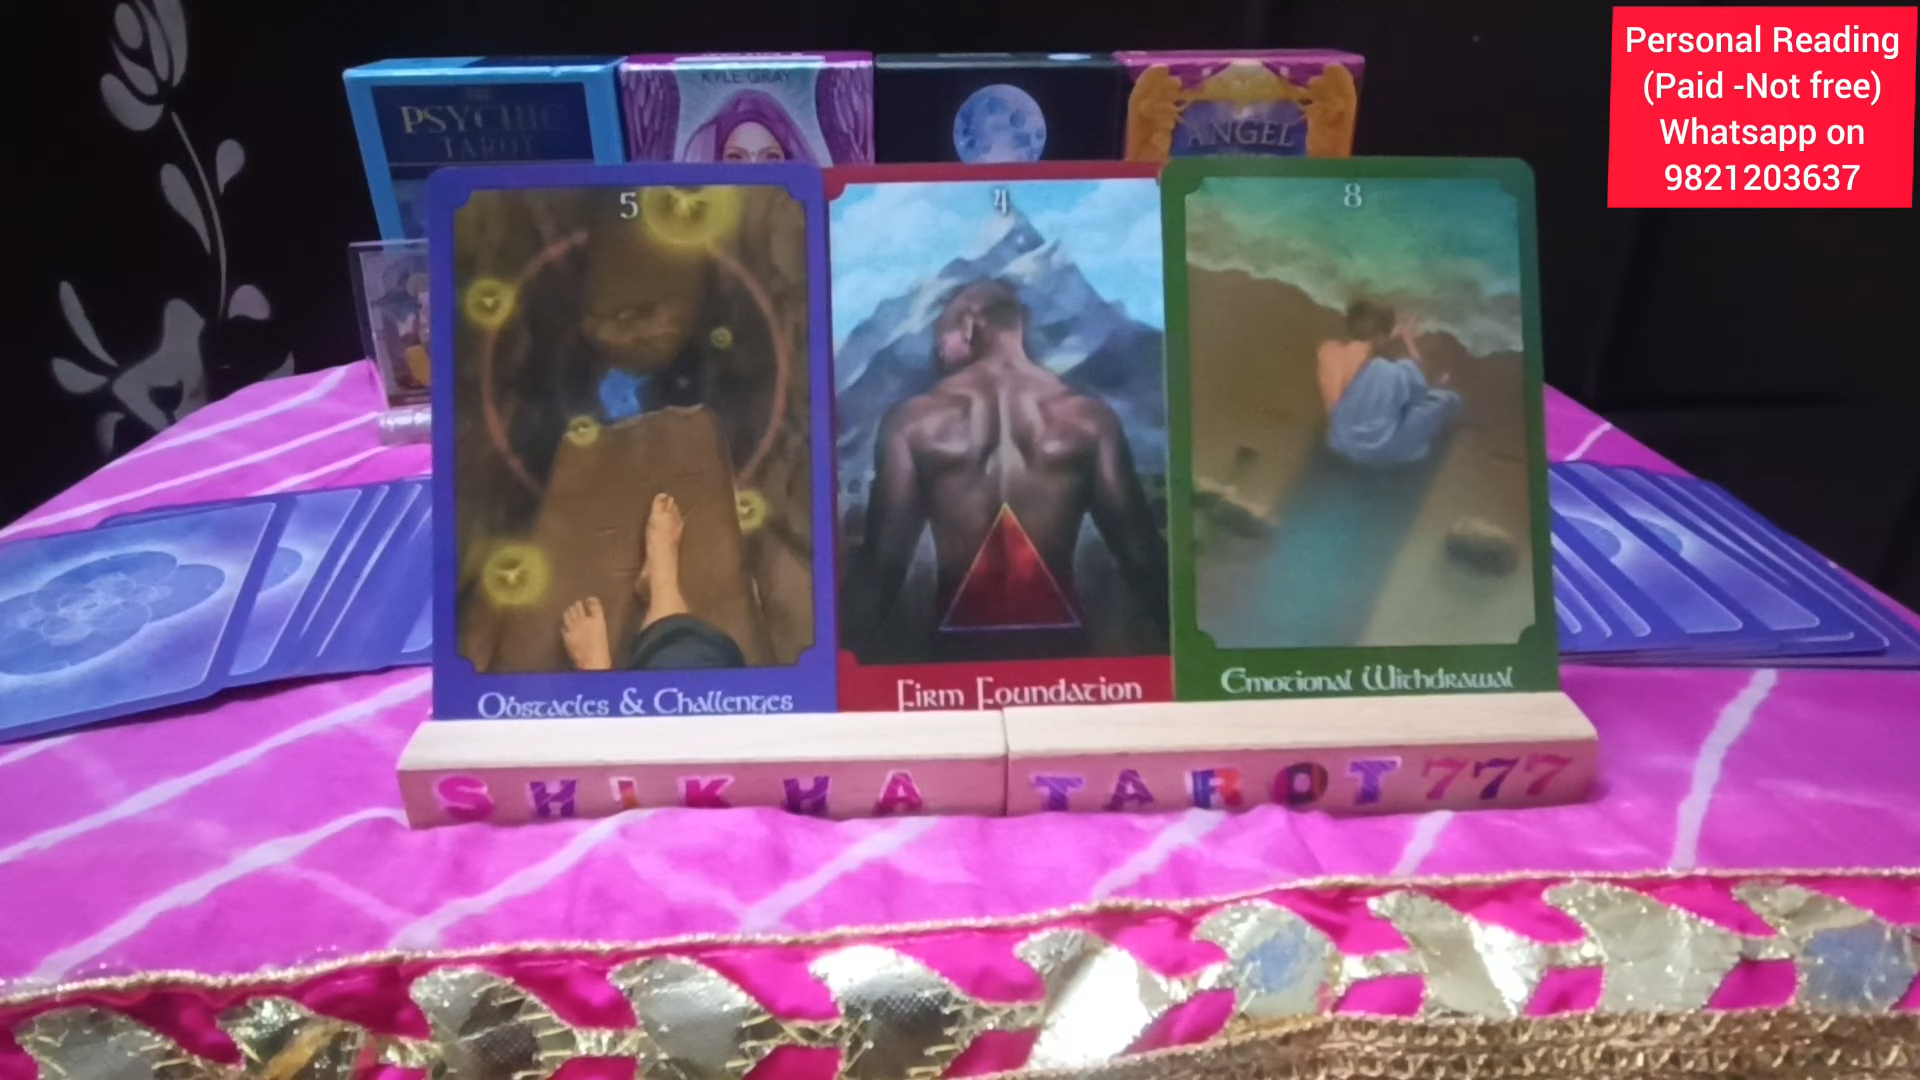 Personal Reading
(Paid -Not free)
Whatsapp on
9821203637
PSYCHIC
TAROT
KYLE GRAY
ANGEL
5
4
8
Obstacles & Challenges
Firm Foundation
Emotional Withdrawal
SHIKHA TAROT 777